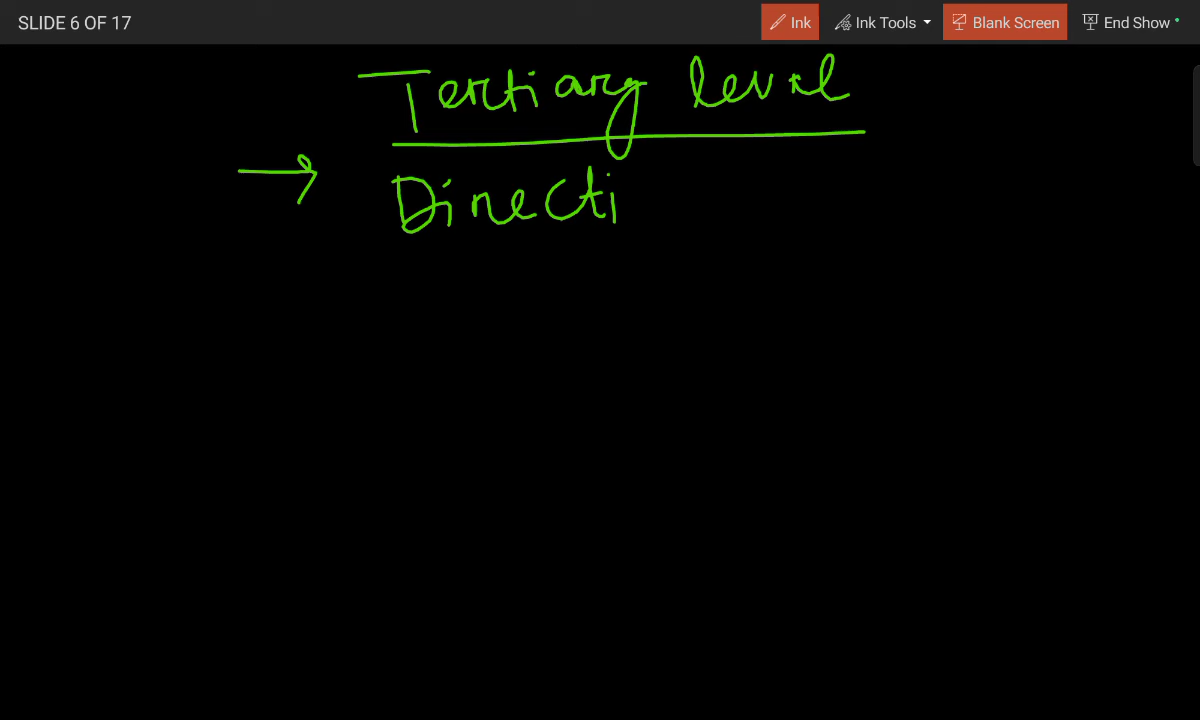 SLIDE 6 OF 17 Ink Ink Tools Blank Screen End Show
Tertiary level
Directi